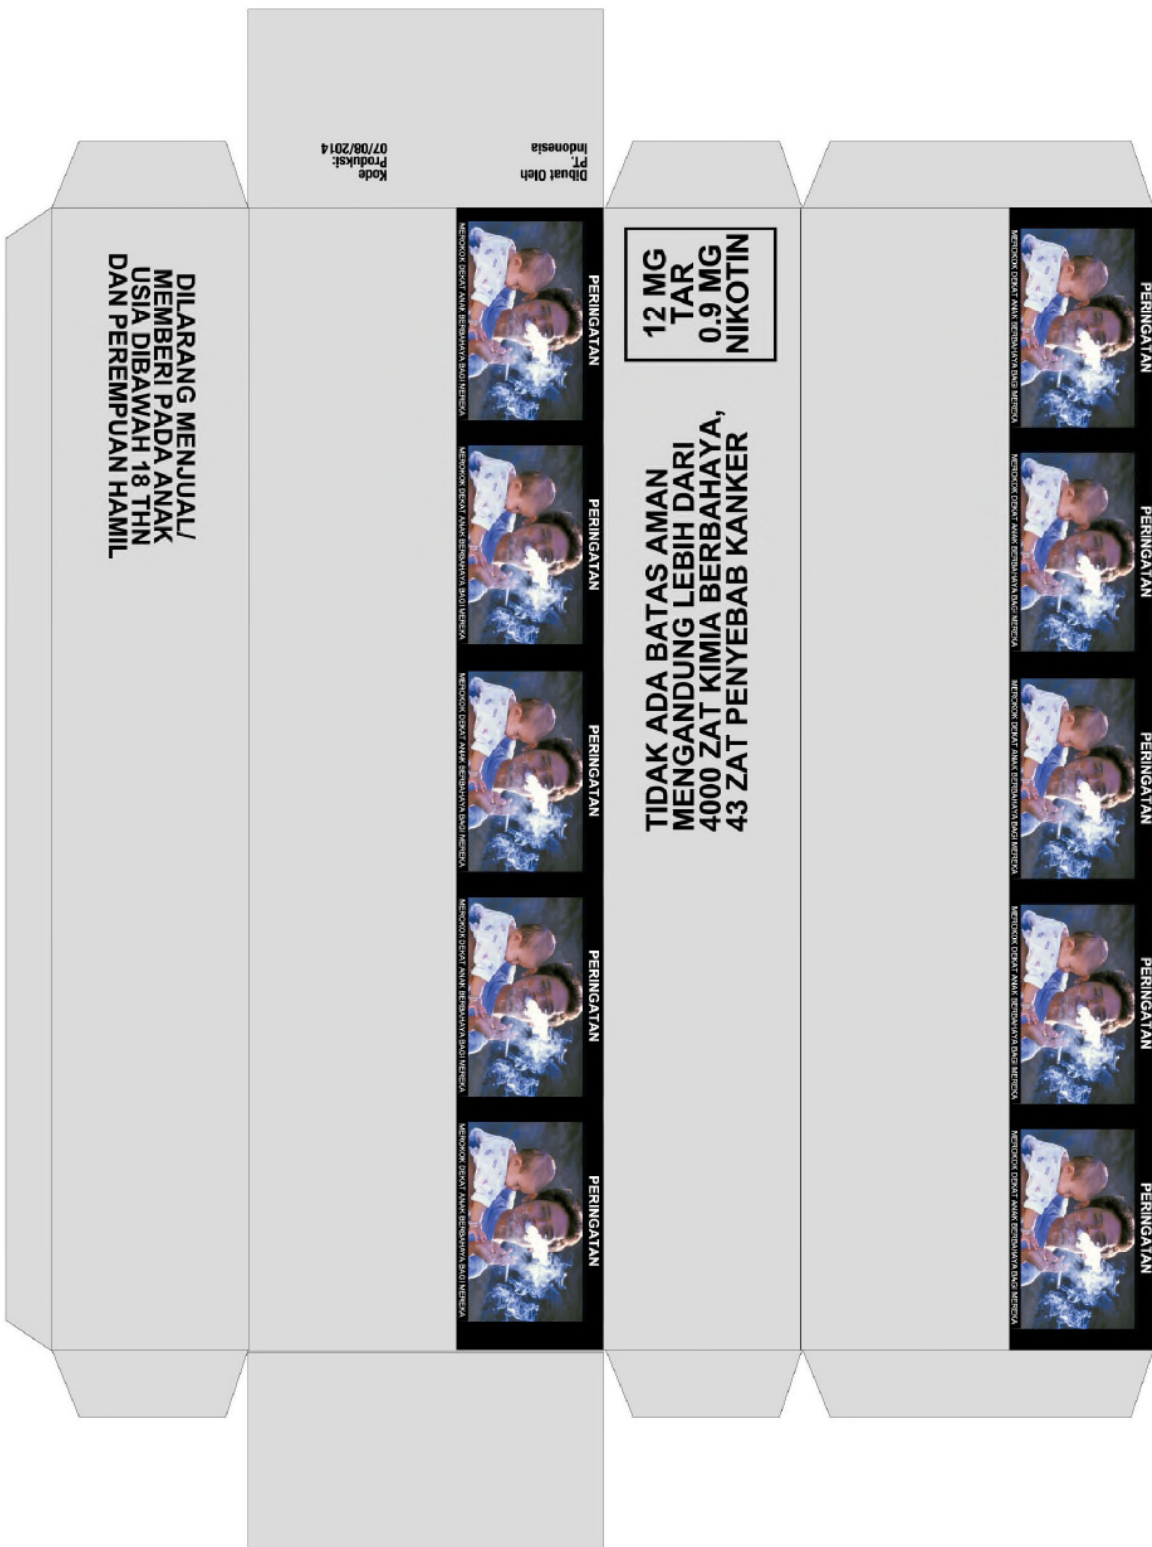 Dibuat Oleh
PT.
Indonesia
Kode
Produksi:
07/08/2014
DILARANG MENJUAL/
MEMBERI PADA ANAK
USIA DIBAWAH 18 THN
DAN PEREMPUAN HAMIL
PERINGATAN
MEROKOK DEKAT ANAK BERBAHAYA BAGI MEREKA
PERINGATAN
MEROKOK DEKAT ANAK BERBAHAYA BAGI MEREKA
PERINGATAN
MEROKOK DEKAT ANAK BERBAHAYA BAGI MEREKA
PERINGATAN
MEROKOK DEKAT ANAK BERBAHAYA BAGI MEREKA
PERINGATAN
MEROKOK DEKAT ANAK BERBAHAYA BAGI MEREKA
12 MG
TAR
0.9 MG
NIKOTIN
TIDAK ADA BATAS AMAN
MENGANDUNG LEBIH DARI
4000 ZAT KIMIA BERBAHAYA,
43 ZAT PENYEBAB KANKER
PERINGATAN
MEROKOK DEKAT ANAK BERBAHAYA BAGI MEREKA
PERINGATAN
MEROKOK DEKAT ANAK BERBAHAYA BAGI MEREKA
PERINGATAN
MEROKOK DEKAT ANAK BERBAHAYA BAGI MEREKA
PERINGATAN
MEROKOK DEKAT ANAK BERBAHAYA BAGI MEREKA
PERINGATAN
MEROKOK DEKAT ANAK BERBAHAYA BAGI MEREKA